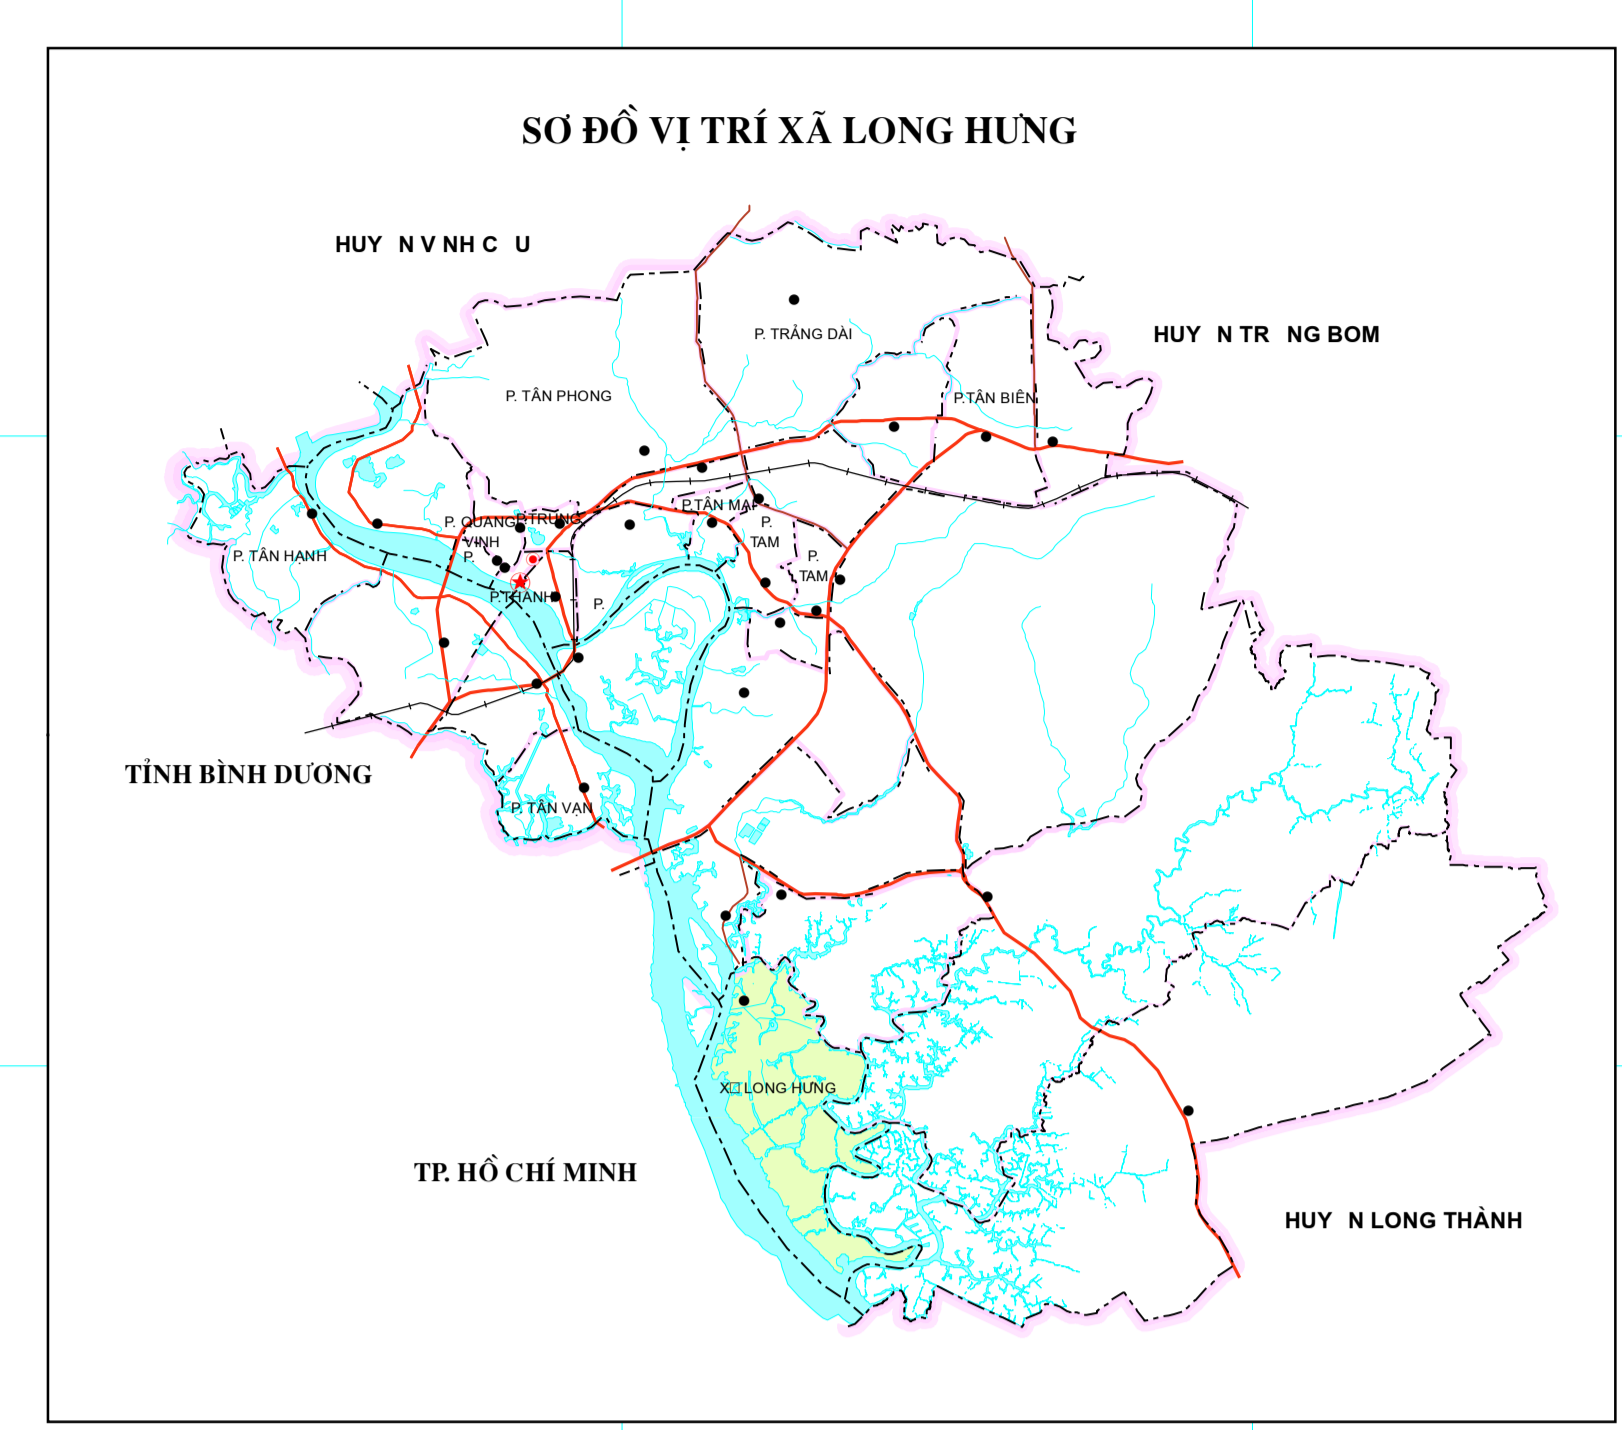 SƠ ĐỒ VỊ TRÍ XÃ LONG HƯNG
HUY N V NH C U
HUY N TR NG BOM
P. TRẢNG DÀI
P. TÂN PHONG
P.TÂN BIÊN
P.TÂN MAI
P. QUANG
VINH
P.TRUNG
P.
TAM
P.
TAM
P. TÂN HẠNH
P.
P.THANH
P.
TỈNH BÌNH DƯƠNG
P. TÂN VẠN
X□ LONG HƯNG
TP. HỒ CHÍ MINH
HUY N LONG THÀNH